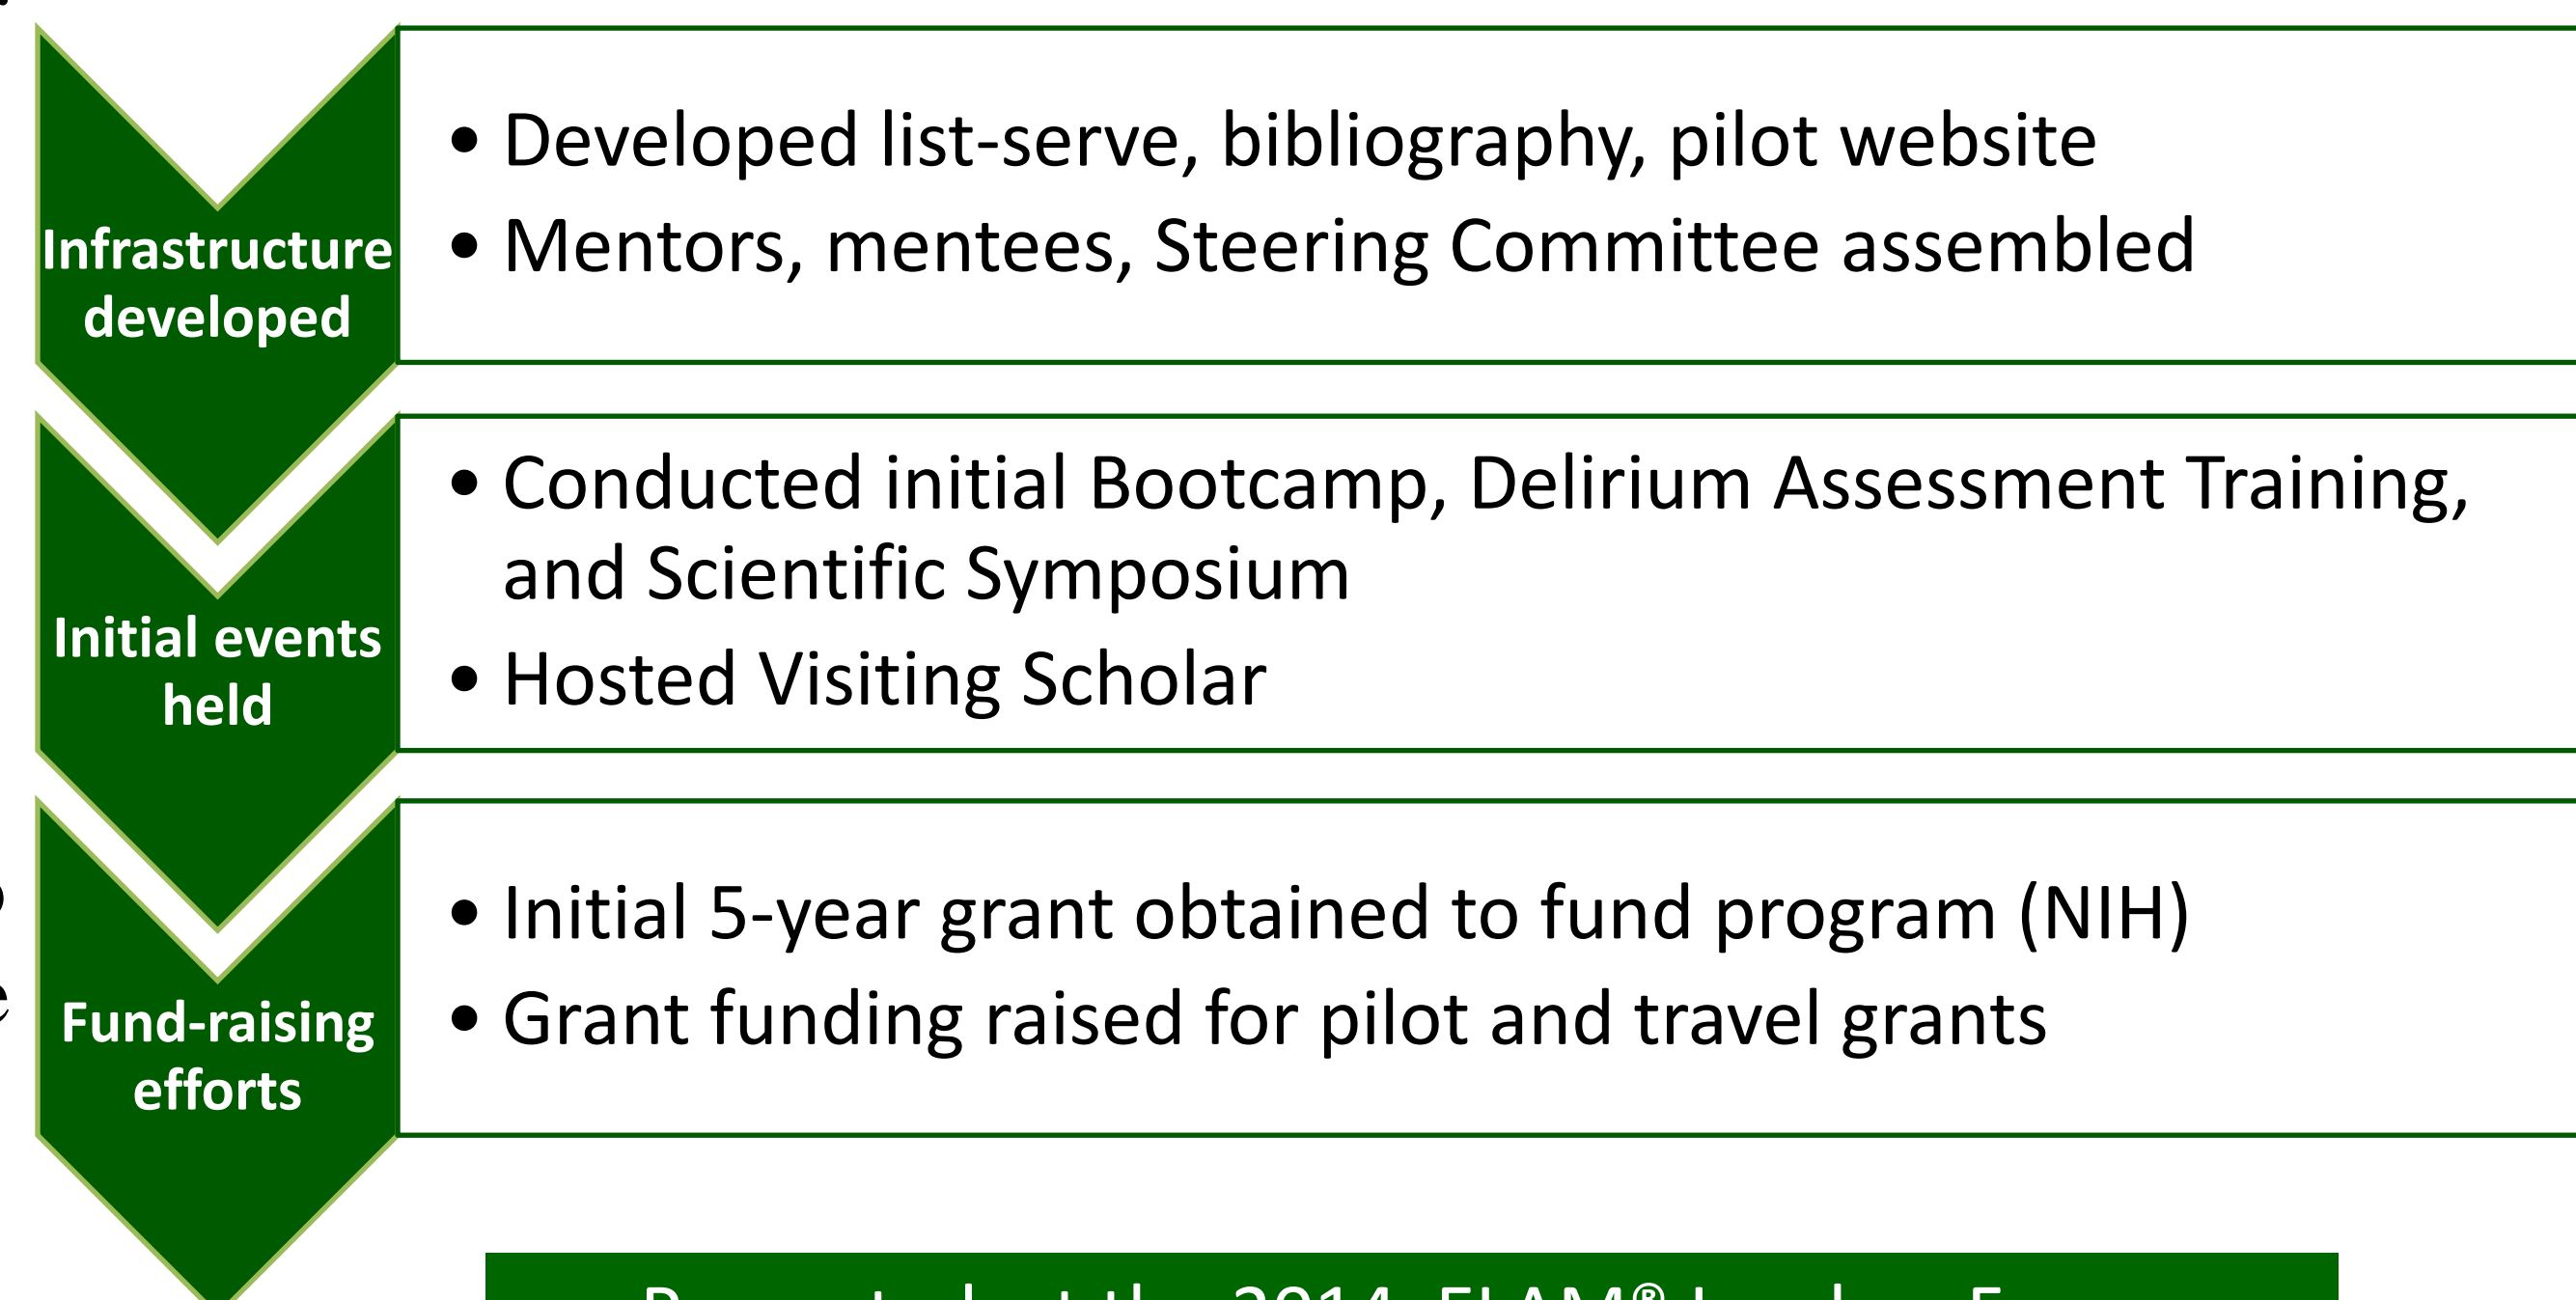 Infrastructure
developed
• Developed list-serve, bibliography, pilot website
• Mentors, mentees, Steering Committee assembled
Initial events
held
• Conducted initial Bootcamp, Delirium Assessment Training,
and Scientific Symposium
• Hosted Visiting Scholar
Fund-raising
efforts
• Initial 5-year grant obtained to fund program (NIH)
• Grant funding raised for pilot and travel grants
2014 ELAM®